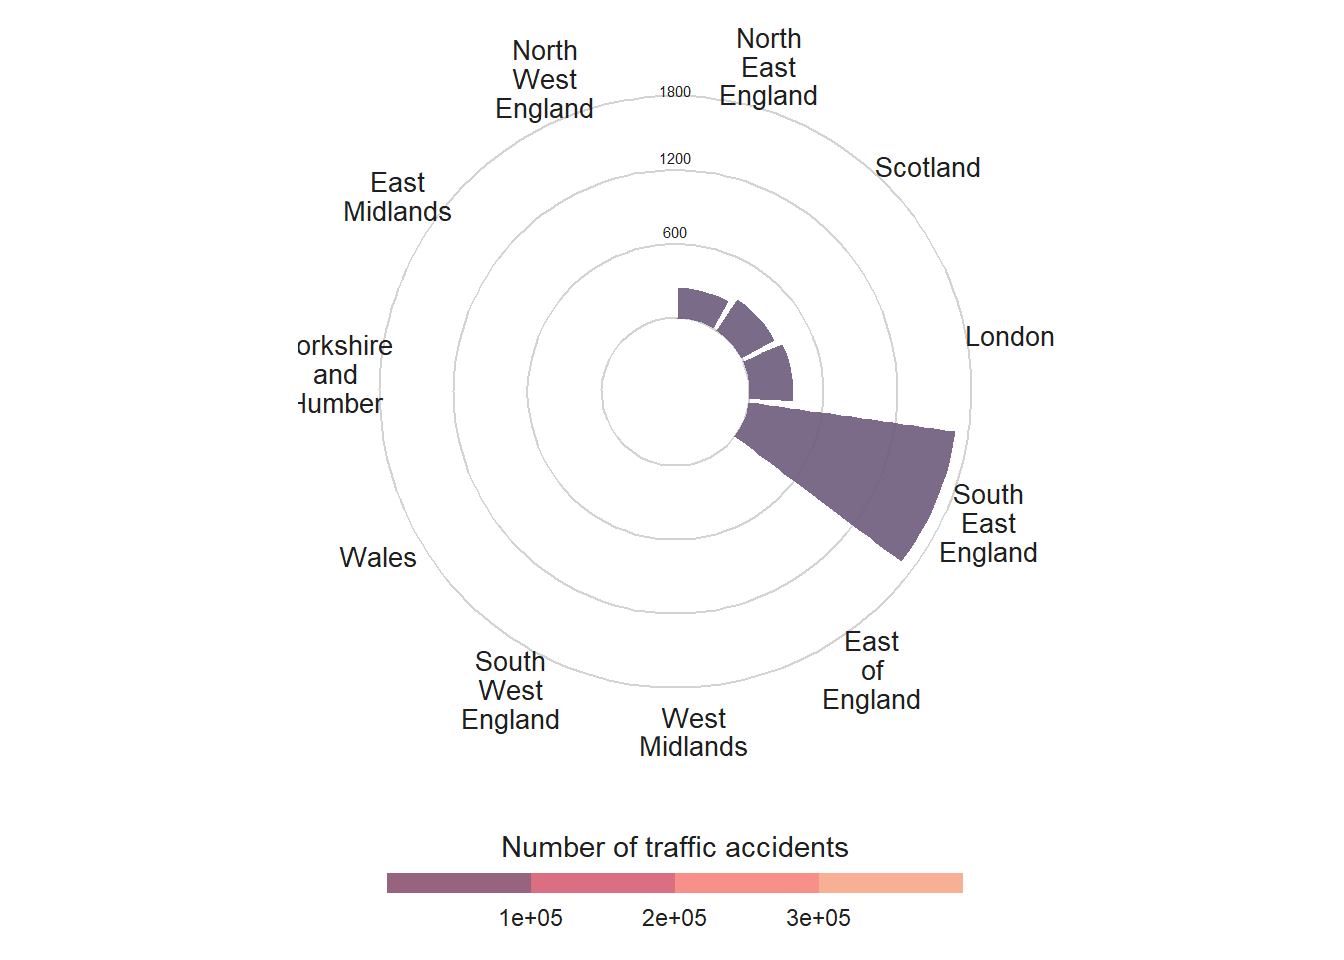 North
West
England
North
East
England
1800
1200
600
Scotland
East
Midlands
London
orkshire
and
Humber
South
East
England
Wales
East
of
England
South
West
England
West
Midlands
Number of traffic accidents
1e+05
2e+05
3e+05